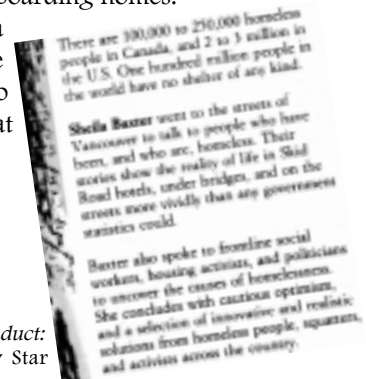 boarding homes.
a
e
o
at
There are 100,000 to 250,000 homeless
people in Canada, and 2 to 3 million in
the U.S. One hundred million people in
the world have no shelter of any kind.
Sheila Baxter went to the streets of
Vancouver to talk to people who have
been, and who are, homeless. Their
stories show the reality of life in Skid
Road hotels, under bridges, and on the
streets more vividly than any government
statistics could.
Baxter also spoke to frontline social
workers, housing activists, and politicians
to uncover the causes of homelessness.
She concludes with cautious optimism,
and a selection of innovative and realistic
solutions from homeless people, squatters,
and activists across the country.
duct:
Star